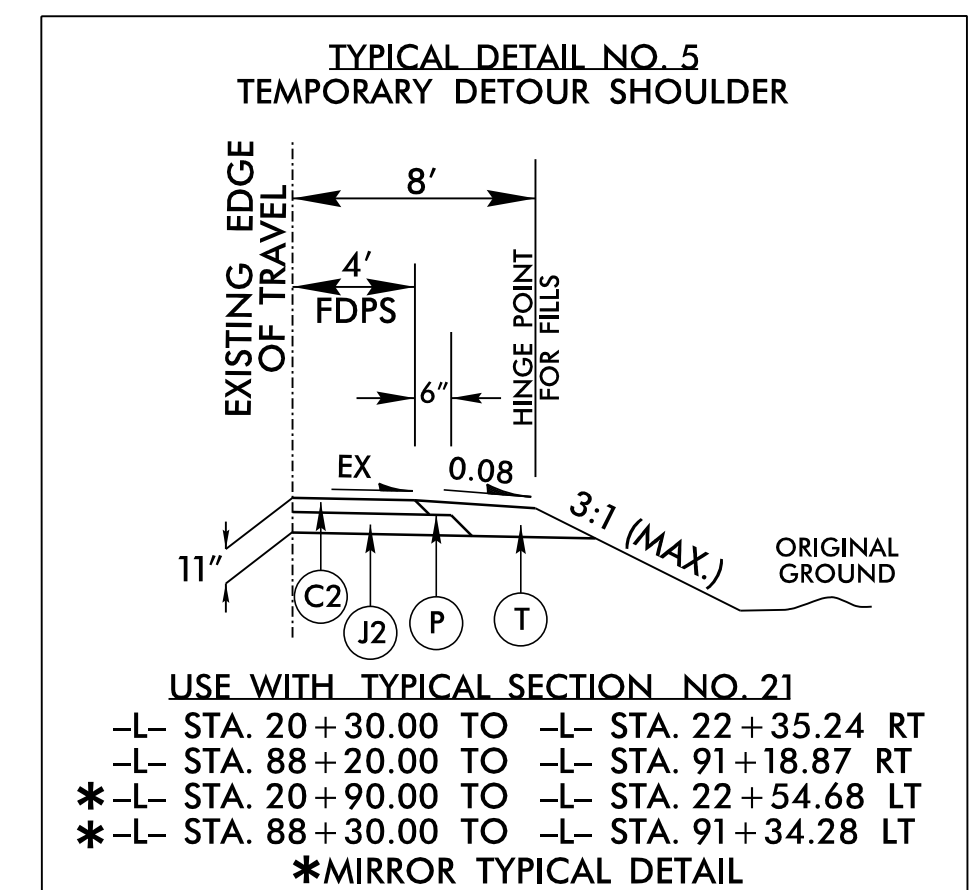 TYPICAL DETAIL NO. 5
TEMPORARY DETOUR SHOULDER
EXISTING EDGE
OF TRAVEL
8'
4'
FDPS
6"
HINGE POINT
FOR FILLS
EX
0.08
3:1 (MAX.)
ORIGINAL
GROUND
11"
C2
J2
P
T
USE WITH TYPICAL SECTION NO. 21
-L- STA. 20+30.00 TO -L- STA. 22+35.24 RT
-L- STA. 88+20.00 TO -L- STA. 91+18.87 RT
*-L- STA. 20+90.00 TO -L- STA. 22+54.68 LT
*-L- STA. 88+30.00 TO -L- STA. 91+34.28 LT
*MIRROR TYPICAL DETAIL